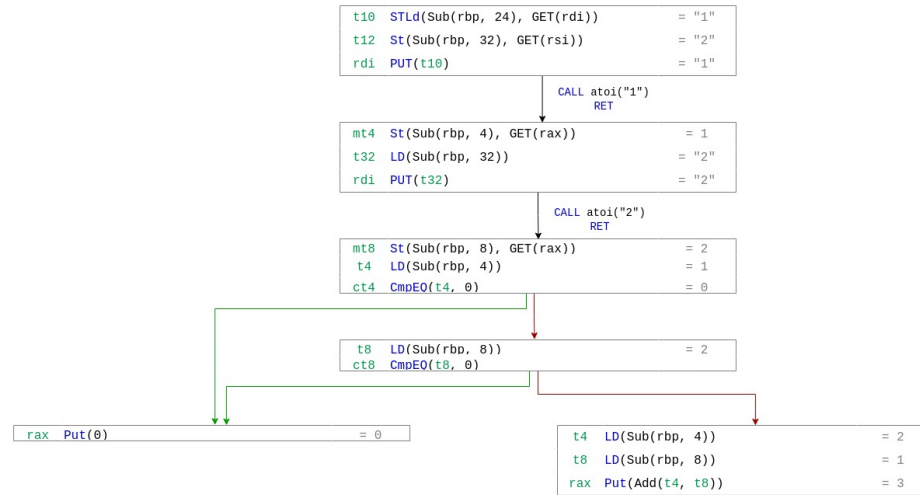 t10 STLd(Sub(rbp, 24), GET(rdi)) = "1"
t12 St(Sub(rbp, 32), GET(rsi)) = "2"
rdi PUT(t10) = "1"
CALL atoi("1")
RET
mt4 St(Sub(rbp, 4), GET(rax)) = 1
t32 LD(Sub(rbp, 32)) = "2"
rdi PUT(t32) = "2"
CALL atoi("2")
RET
mt8 St(Sub(rbp, 8), GET(rax)) = 2
t4 LD(Sub(rbp, 4)) = 1
ct4 CmpEQ(t4, 0) = 0
t8 LD(Sub(rbp, 8)) = 2
ct8 CmpEQ(t8, 0)
rax Put(0) = 0
t4 LD(Sub(rbp, 4)) = 2
t8 LD(Sub(rbp, 8)) = 1
rax Put(Add(t4, t8)) = 3